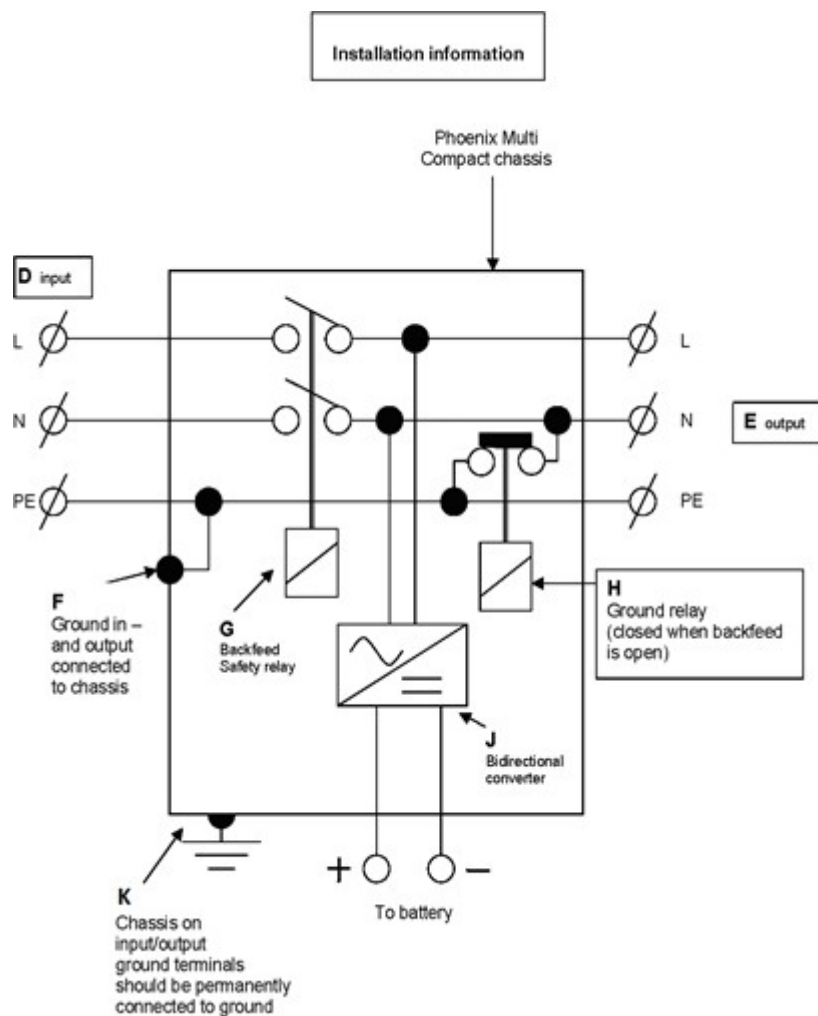 Installation information
Phoenix Multi
Compact chassis
D input
L
L
N
N
E output
PE
PE
F
Ground in –
and output
connected
to chassis
G
Backfeed
Safety relay
H
Ground relay
(closed when backfeed
is open)
J
Bidirectional
converter
+
–
To battery
K
Chassis on
input/output
ground terminals
should be permanently
connected to ground